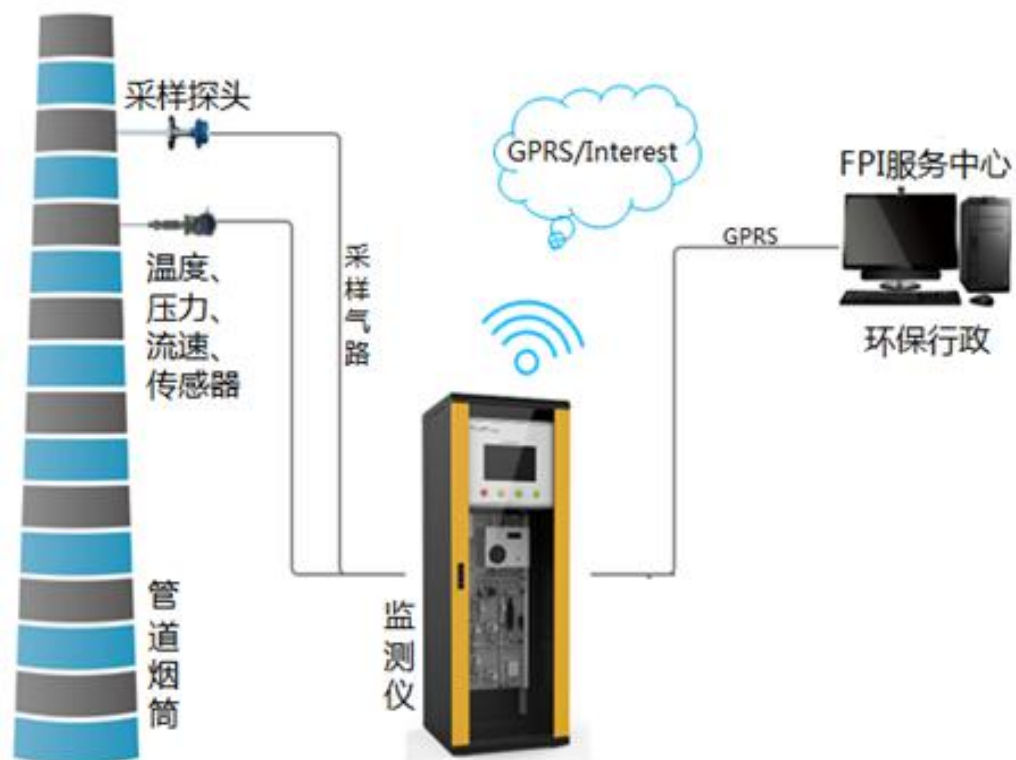 采样探头
GPRS/Interest
FPI服务中心
GPRS
环保行政
温度、
压力、
流速、
传感器
采样气路
监测仪
管道烟筒